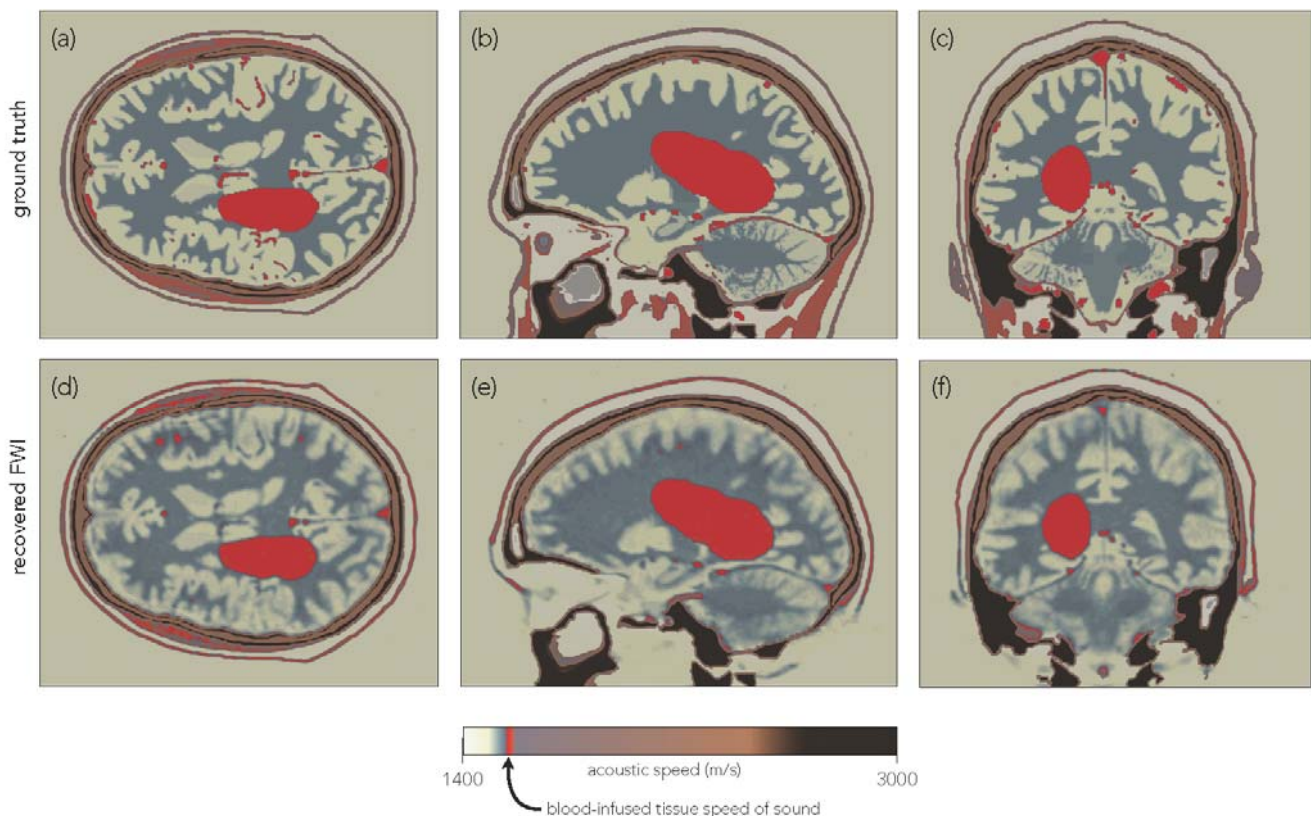 (a)
(b)
(c)
ground truth
(d)
(e)
(f)
recovered FWI
1400
acoustic speed (m/s)
3000
blood-infused tissue speed of sound